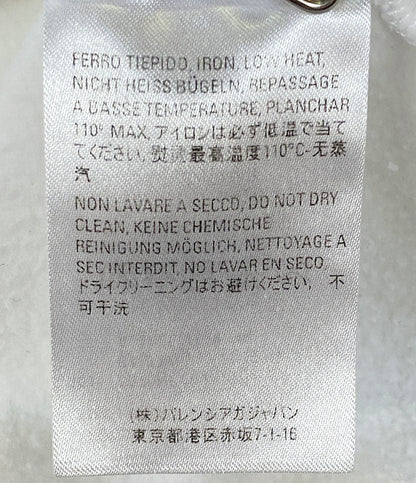 FERRO TIEPIDO, IRON, LOW HEAT,
NICHT HEISS BÜGELN, REPASSAGE
A BASSE TEMPERATURE, PLANCHAR
110° MAX, アイロンは必ず低温で当て
てください, 熨烫最高温度110°C-无蒸
汽
NON LAVARE A SECCO, DO NOT DRY
CLEAN, KEINE CHEMISCHE
REINIGUNG MÖGLICH, NETTOYAGE A
SEC INTERDIT, NO LAVAR EN SECO,
ドライクリーニングはお避けください, 不
可干洗
(株)バレンシアガジャパン
東京都港区赤坂7-1-16